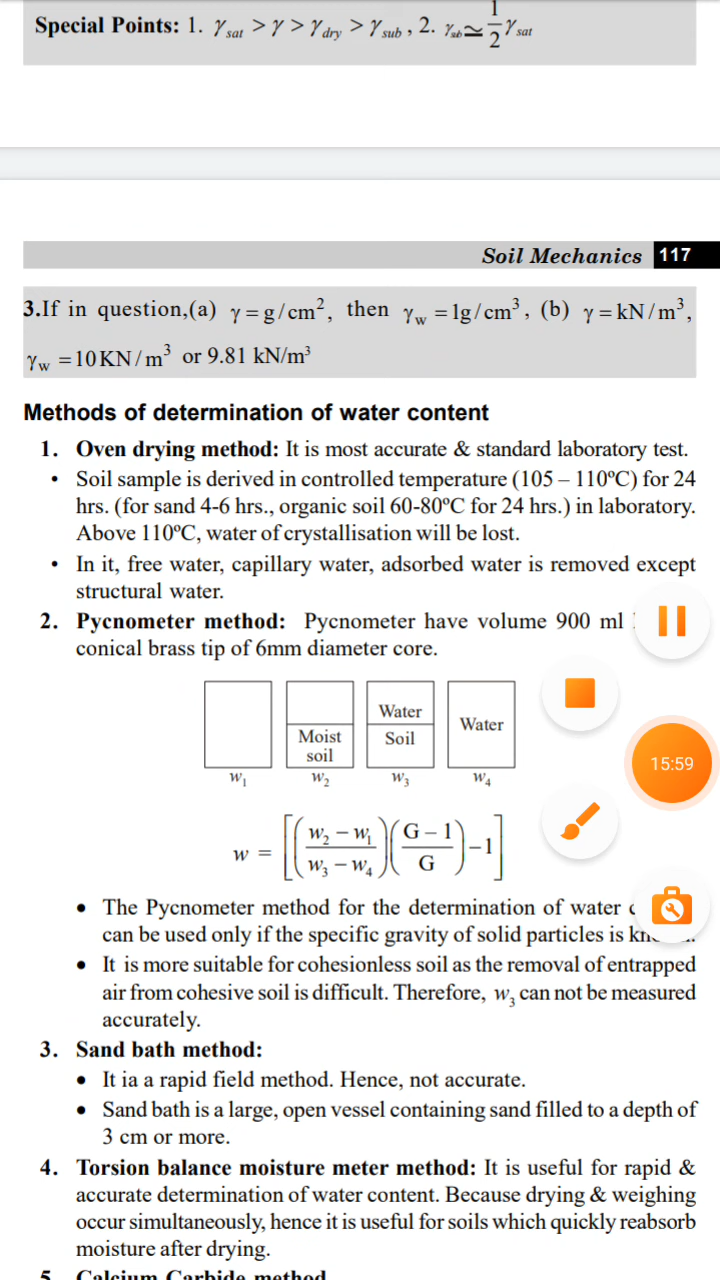 Special Points: 1. γsat > γ > γdry > γsub , 2. γsub ≃ 1/2 γsat
Soil Mechanics 117
3.If in question,(a) γ = g/cm², then γw = lg/cm³, (b) γ = kN/m³,
γw = 10KN/m³ or 9.81 kN/m³
Methods of determination of water content
1. Oven drying method: It is most accurate & standard laboratory test.
• Soil sample is derived in controlled temperature (105 – 110ºC) for 24
hrs. (for sand 4-6 hrs., organic soil 60-80ºC for 24 hrs.) in laboratory.
Above 110ºC, water of crystallisation will be lost.
• In it, free water, capillary water, adsorbed water is removed except
structural water.
2. Pycnometer method: Pycnometer have volume 900 ml
conical brass tip of 6mm diameter core.
Moist soil
Water
Soil
Water
w₁ w₂ w₃ w₄
w = [((w₂ – w₁)/(w₃ – w₄))((G – 1)/G) – 1]
15:59
• The Pycnometer method for the determination of water
can be used only if the specific gravity of solid particles is
• It is more suitable for cohesionless soil as the removal of entrapped
air from cohesive soil is difficult. Therefore, w₃ can not be measured
accurately.
3. Sand bath method:
• It ia a rapid field method. Hence, not accurate.
• Sand bath is a large, open vessel containing sand filled to a depth of
3 cm or more.
4. Torsion balance moisture meter method: It is useful for rapid &
accurate determination of water content. Because drying & weighing
occur simultaneously, hence it is useful for soils which quickly reabsorb
moisture after drying.
5. Calcium Carbide method